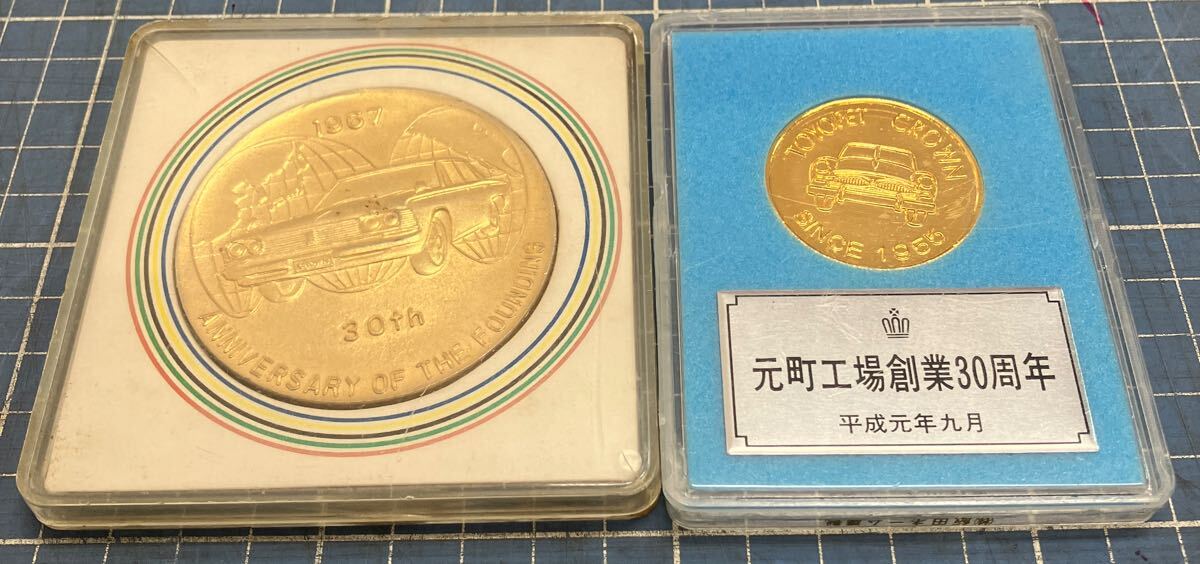 1967
30th
ANNIVERSARY OF THE FOUNDING
TOYOPET CROWN
SINCE 1955
元町工場創業30周年
平成元年九月